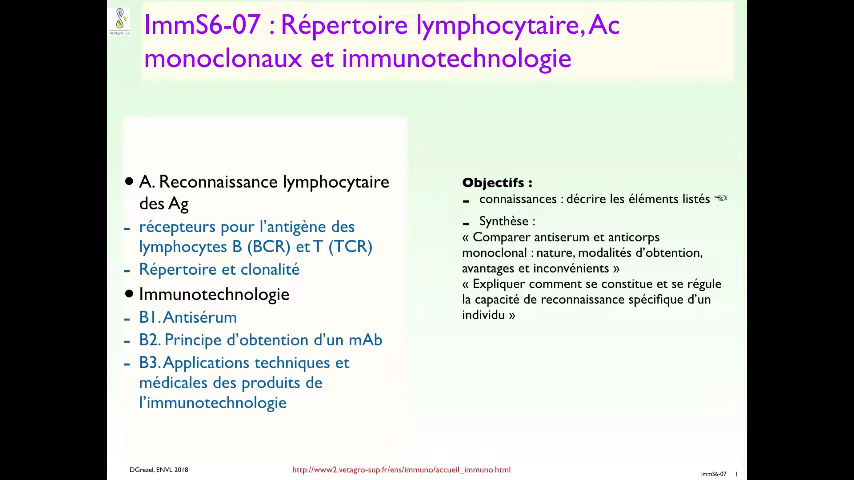 ImmS6-07 : Répertoire lymphocytaire, Ac
monoclonaux et immunotechnologie
• A. Reconnaissance lymphocytaire
des Ag
- récepteurs pour l'antigène des
lymphocytes B (BCR) et T (TCR)
- Répertoire et clonalité
• Immunotechnologie
- B1. Antisérum
- B2. Principe d'obtention d'un mAb
- B3. Applications techniques et
médicales des produits de
l'immunotechnologie
Objectifs :
- connaissances : décrire les éléments listés ☜
- Synthèse :
« Comparer antiserum et anticorps
monoclonal : nature, modalités d'obtention,
avantages et inconvénients »
« Expliquer comment se constitue et se régule
la capacité de reconnaissance spécifique d'un
individu »
DGrezel, ENVL 2018
http://www2.vetagro-sup.fr/ens/immuno/accueil_immuno.html
ImmS6-07 1